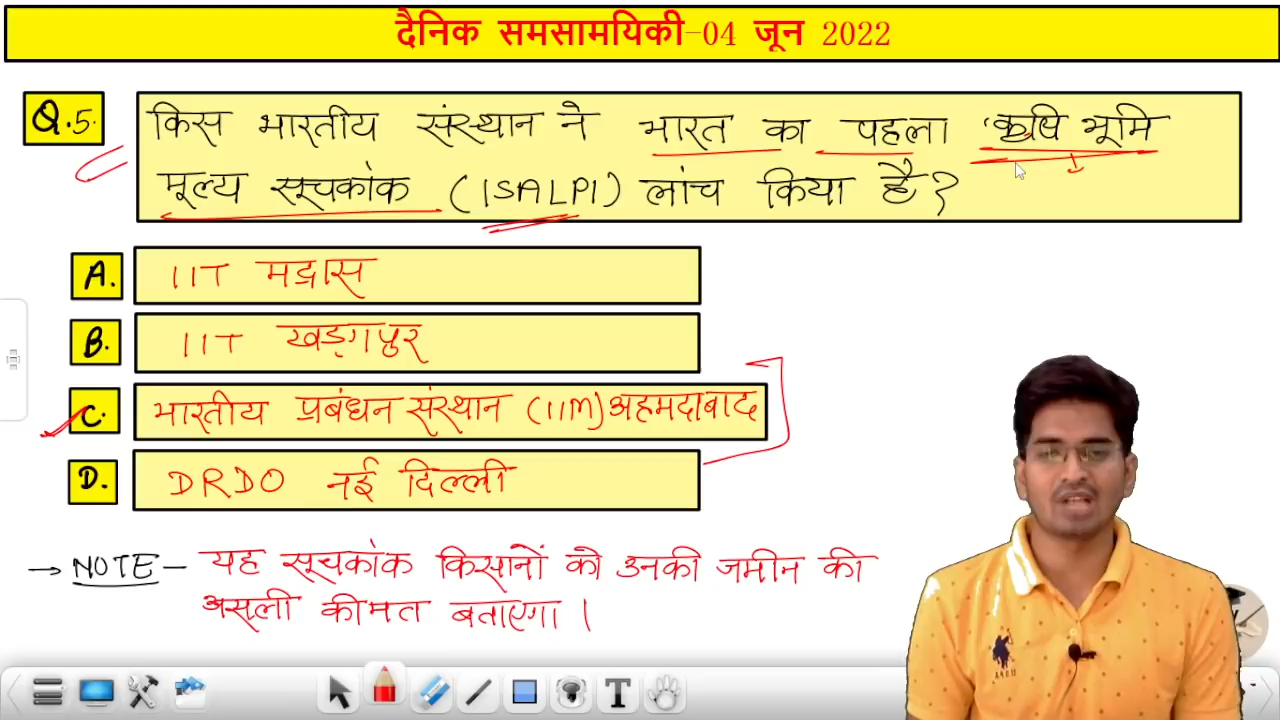 दैनिक समसामयिकी-04 जून 2022
Q.5. किस भारतीय संस्थान ने भारत का पहला 'कृषि भूमि
मूल्य सूचकांक (ISALPI) लांच किया है?
A. IIT मद्रास
B. IIT खड़गपुर
C. भारतीय प्रबंधन संस्थान (IIM) अहमदाबाद
D. DRDO नई दिल्ली
→ NOTE - यह सूचकांक किसानों को उनकी जमीन की
असली कीमत बताएगा।
T